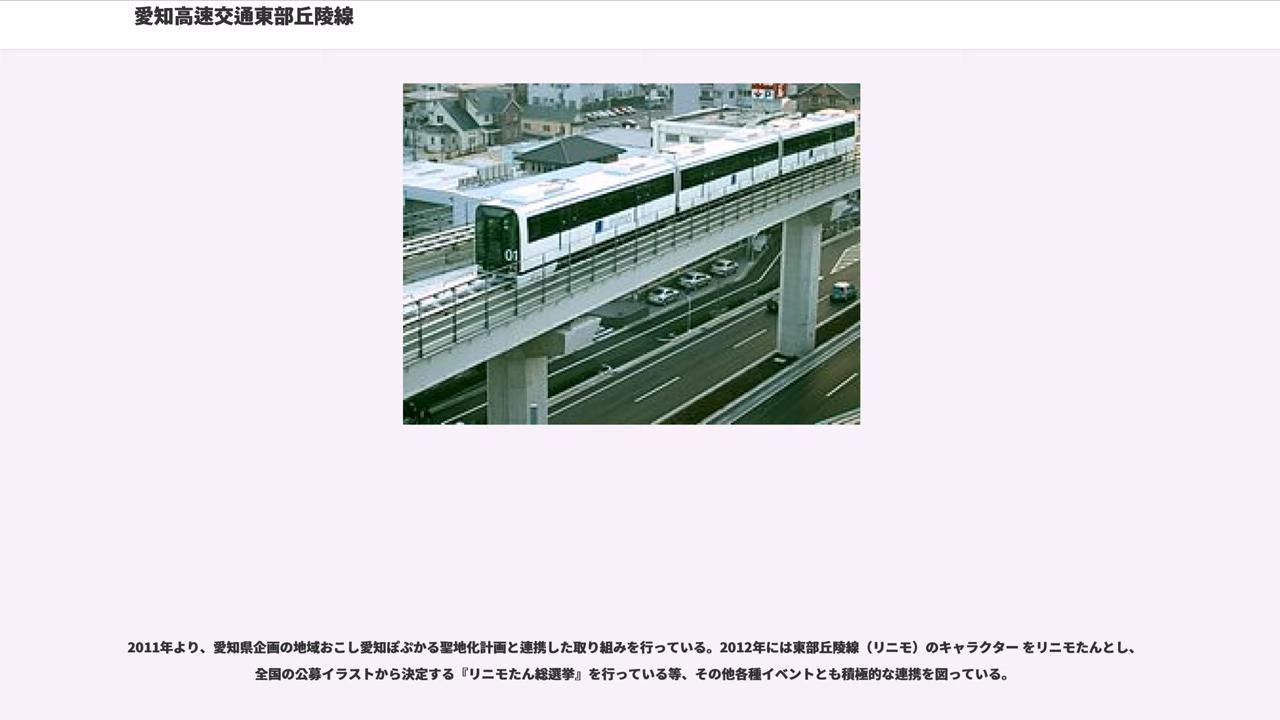 愛知高速交通東部丘陵線
01
2011年より、愛知県企画の地域おこし愛知ぽぷかる聖地化計画と連携した取り組みを行っている。2012年には東部丘陵線（リニモ）のキャラクター をリニモたんとし、
全国の公募イラストから決定する『リニモたん総選挙』を行っている等、その他各種イベントとも積極的な連携を図っている。